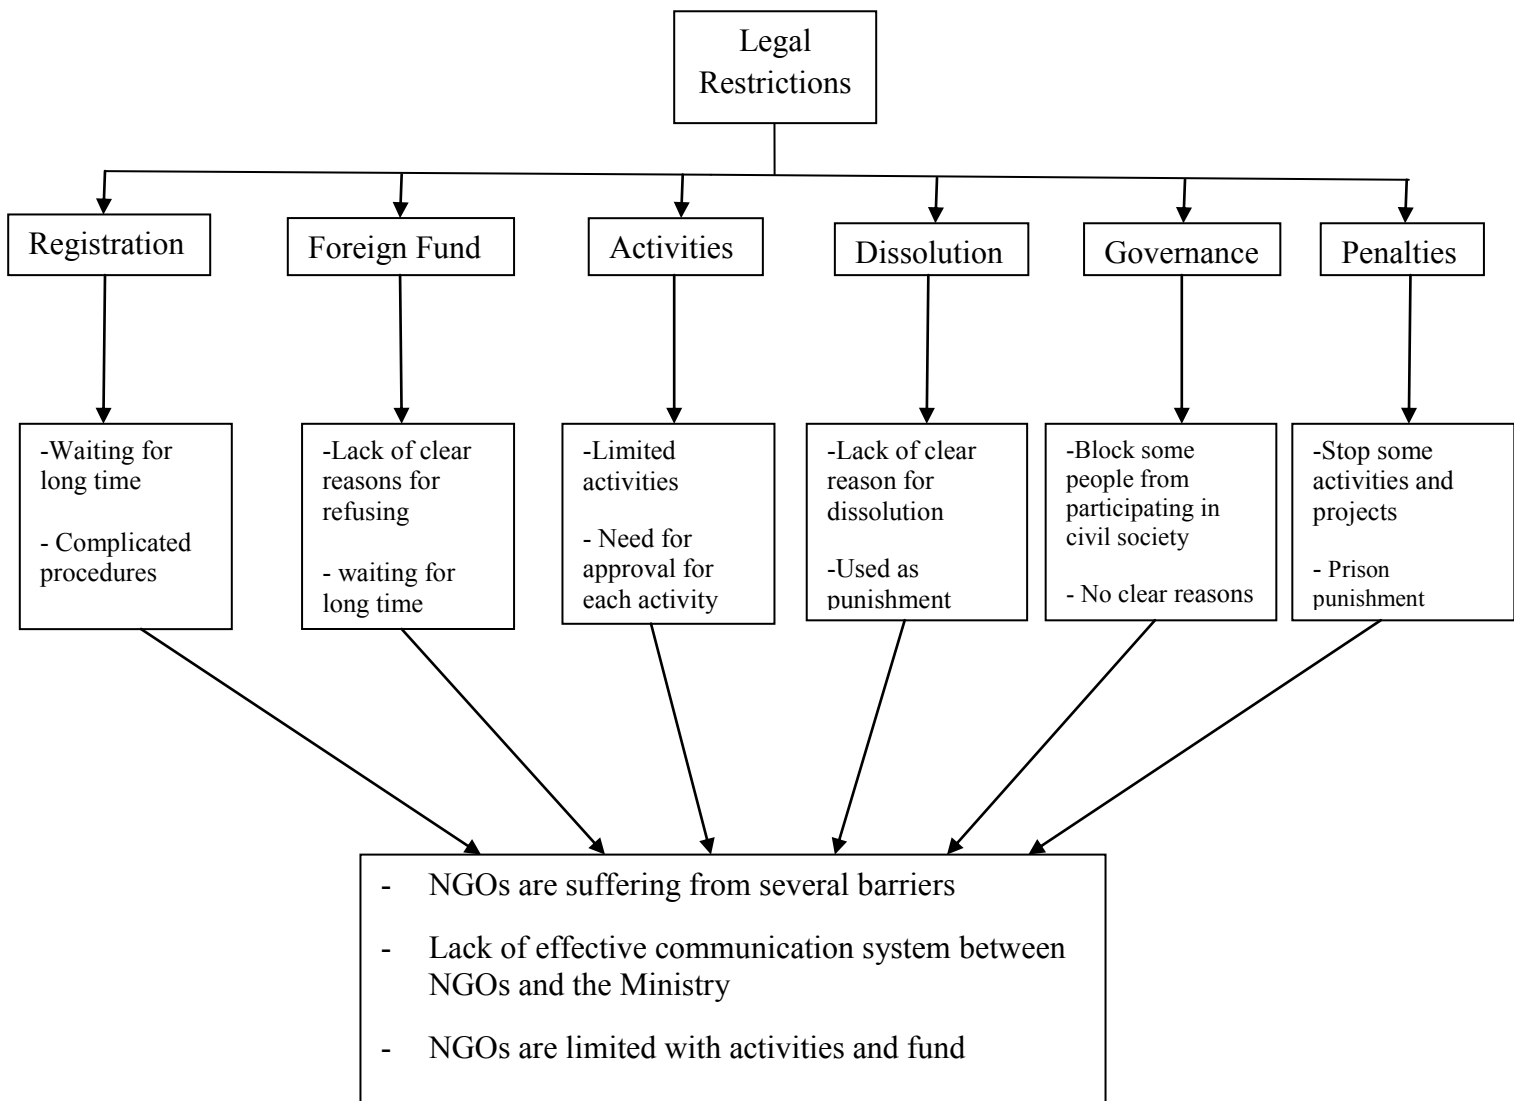 Legal
Restrictions
Registration
Foreign Fund
Activities
Dissolution
Governance
Penalties
-Waiting for
long time
- Complicated
procedures
-Lack of clear
reasons for
refusing
- waiting for
long time
-Limited
activities
- Need for
approval for
each activity
-Lack of clear
reason for
dissolution
-Used as
punishment
-Block some
people from
participating in
civil society
- No clear reasons
-Stop some
activities and
projects
- Prison
punishment
- NGOs are suffering from several barriers
- Lack of effective communication system between
NGOs and the Ministry
- NGOs are limited with activities and fund